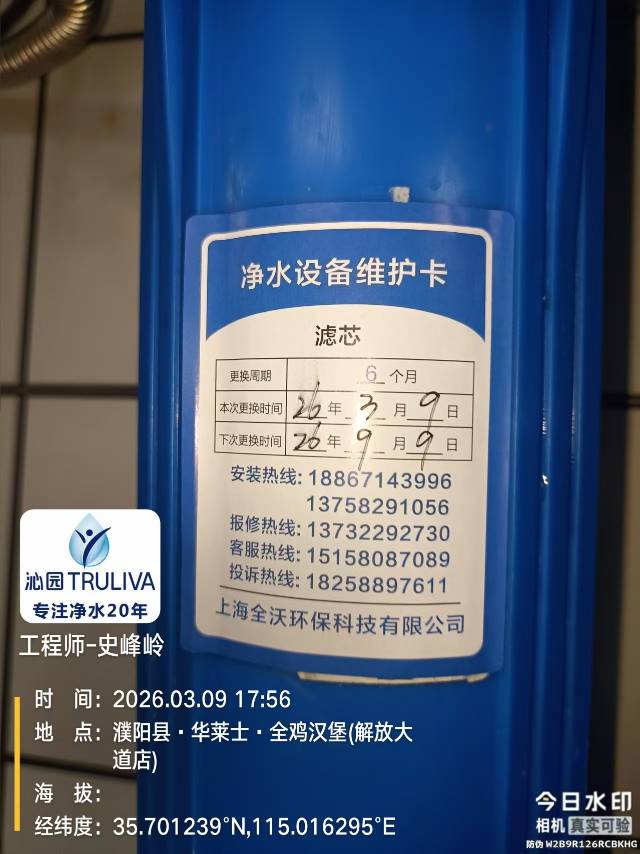 净水设备维护卡
滤芯
更换周期 6 个月
本次更换时间 26 年 3 月 9 日
下次更换时间 26 年 9 月 9 日
安装热线: 18867143996
13758291056
报修热线: 13732292730
客服热线: 15158087089
投诉热线: 18258897611
上海全沃环保科技有限公司
沁园 TRULIVA
专注净水20年
工程师-史峰岭
时 间: 2026.03.09 17:56
地 点: 濮阳县·华莱士·全鸡汉堡(解放大
道店)
海 拔:
经纬度: 35.701239°N,115.016295°E
今日水印
相机 真实可验
防伪 W2B9R126RCBKHG